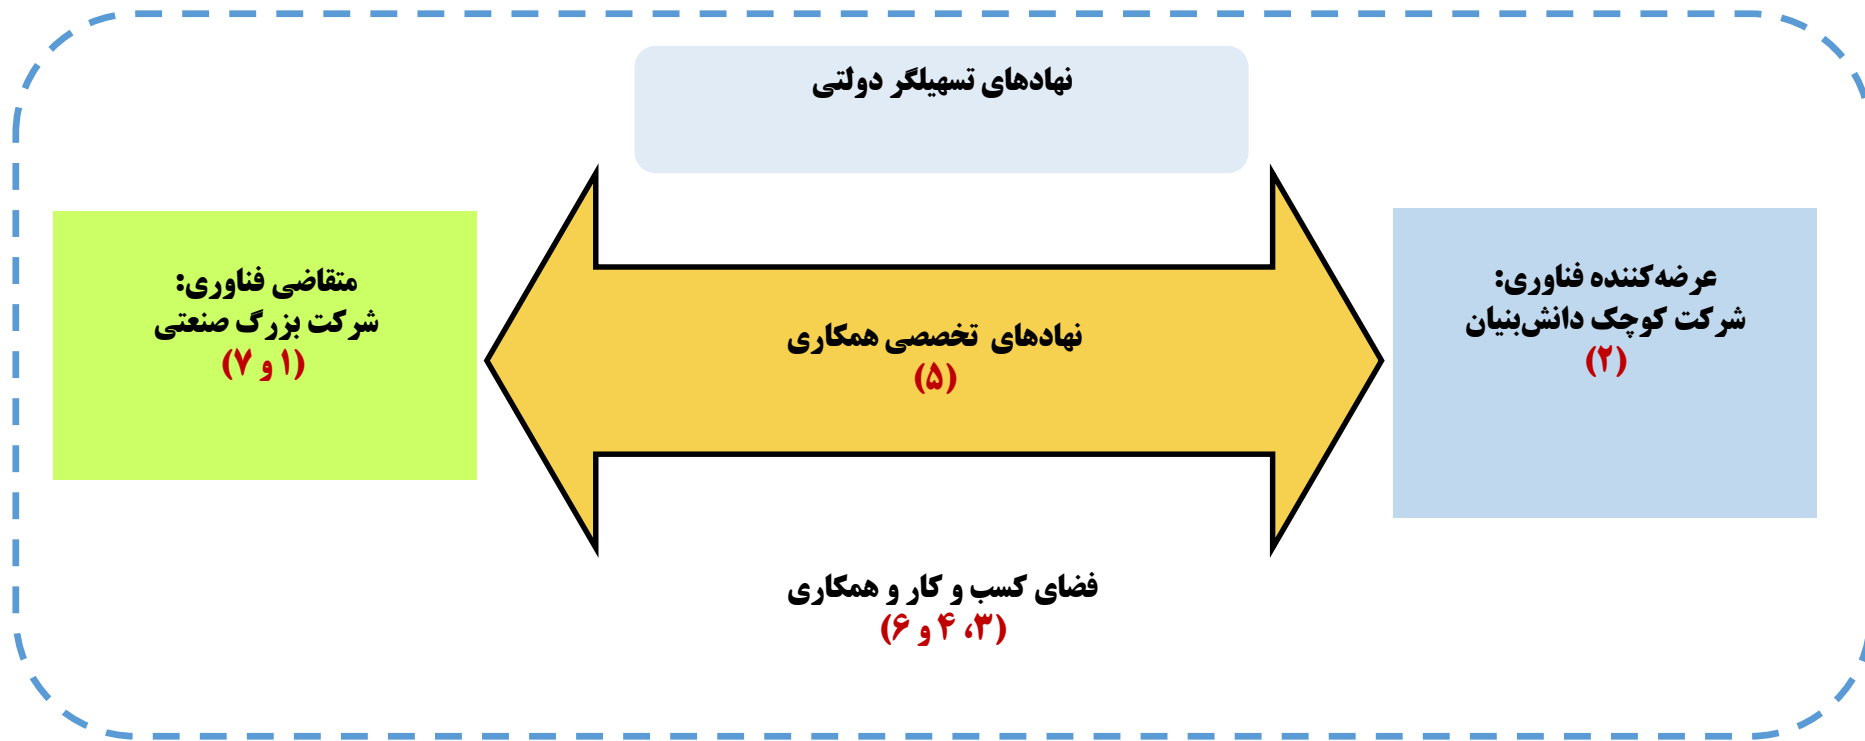 نهادهای تسهیلگر دولتی
عرضه‌کننده فناوری:
شرکت کوچک دانش‌بنیان
(۲)
نهادهای تخصصی همکاری
(۵)
متقاضی فناوری:
شرکت بزرگ صنعتی
(۱ و ۷)
فضای کسب و کار و همکاری
(۳، ۴ و ۶)